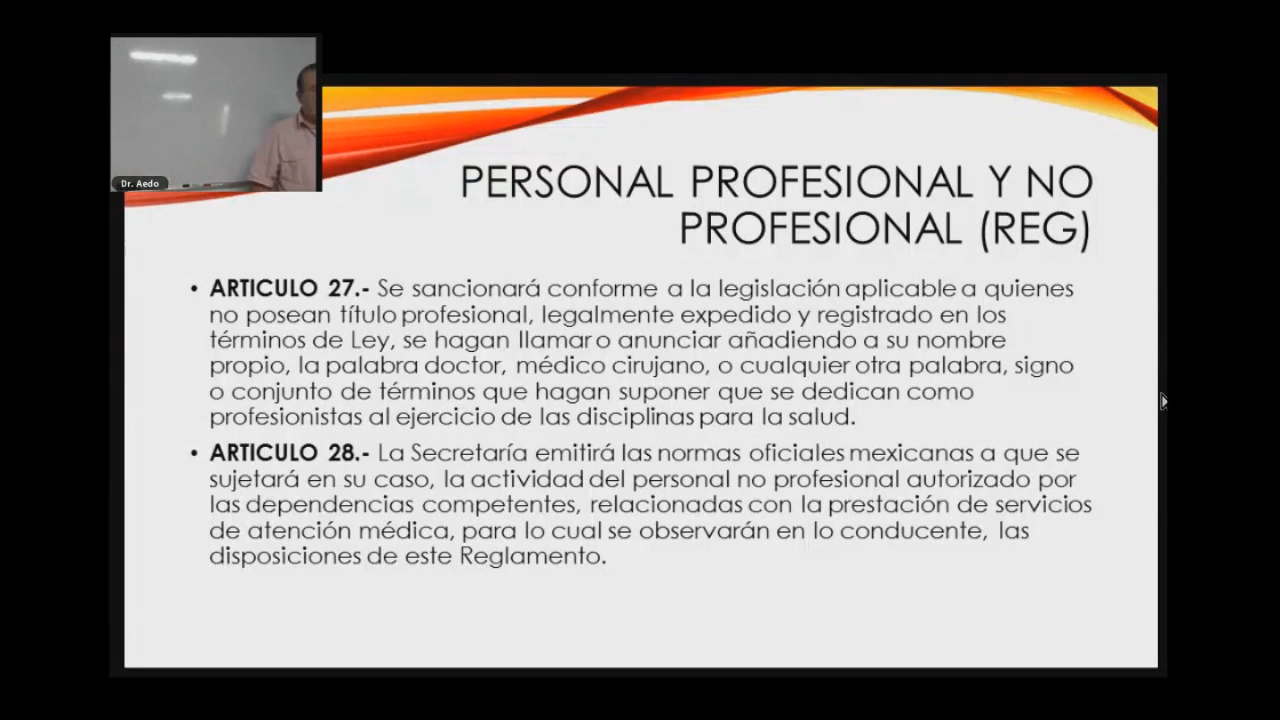 Dr. Aedo
PERSONAL PROFESIONAL Y NO
PROFESIONAL (REG)
• ARTICULO 27.- Se sancionará conforme a la legislación aplicable a quienes
no posean título profesional, legalmente expedido y registrado en los
términos de Ley, se hagan llamar o anunciar añadiendo a su nombre
propio, la palabra doctor, médico cirujano, o cualquier otra palabra, signo
o conjunto de términos que hagan suponer que se dedican como
profesionistas al ejercicio de las disciplinas para la salud.
• ARTICULO 28.- La Secretaría emitirá las normas oficiales mexicanas a que se
sujetará en su caso, la actividad del personal no profesional autorizado por
las dependencias competentes, relacionadas con la prestación de servicios
de atención médica, para lo cual se observarán en lo conducente, las
disposiciones de este Reglamento.